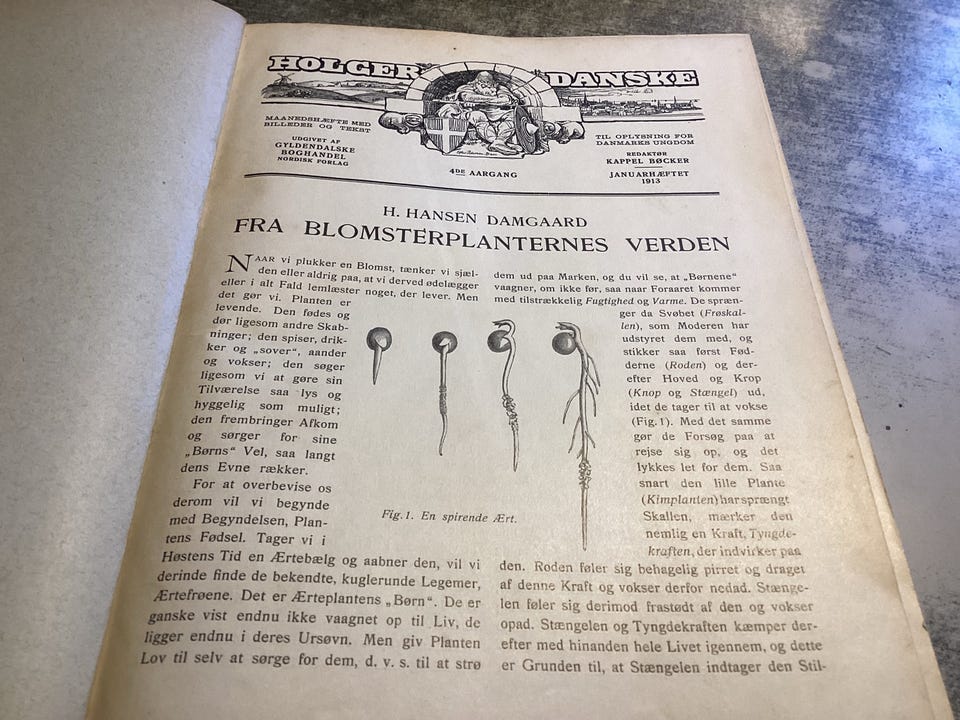 HOLGER DANSKE
MAANEDSHÆFTE MED
BILLEDER OG TEKST
UDGIVET AF
GYLDENDALSKE
BOGHANDEL
NORDISK FORLAG
4DE AARGANG
TIL OPLYSNING FOR
DANMARKS UNGDOM
REDAKTØR
KAPPEL BØCKER
JANUARHÆFTET
1913
H. HANSEN DAMGAARD
FRA BLOMSTERPLANTERNES VERDEN
NAAR vi plukker en Blomst, tænker vi sjæl-
den eller aldrig paa, at vi derved ødelægger
eller i alt Fald lemlæster noget, der lever. Men
det gør vi. Planten er
levende. Den fødes og
dør ligesom andre Skab-
ninger; den spiser, drik-
ker og „sover“, aander
og vokser; den søger
ligesom vi at gøre sin
Tilværelse saa lys og
hyggelig som muligt;
den frembringer Afkom
og sørger for sine
„Børns“ Vel, saa langt
dens Evne rækker.
For at overbevise os
derom vil vi begynde
med Begyndelsen, Plan-
tens Fødsel. Tager vi i
Høstens Tid en Ærtebælg og aabner den, vil vi
derinde finde de bekendte, kuglerunde Legemer,
Ærtefrøene. Det er Ærteplantens „Børn“. De er
ganske vist endnu ikke vaagnet op til Liv, de
ligger endnu i deres Ursøvn. Men giv Planten
Lov til selv at sørge for dem, d. v. s. til at strø
Fig. 1. En spirende Ært.
dem ud paa Marken, og du vil se, at „Børnene“
vaagner, om ikke før, saa naar Foraaret kommer
med tilstrækkelig Fugtighed og Varme. De spræn-
ger da Svøbet (Frøskal-
len), som Moderen har
udstyret dem med, og
stikker saa først Fød-
derne (Roden) og der-
efter Hoved og Krop
(Knop og Stængel) ud,
idet de tager til at vokse
(Fig. 1). Med det samme
gør de Forsøg paa at
rejse sig op, og det
lykkes let for dem. Saa
snart den lille Plante
(Kimplanten) har sprængt
Skallen, mærker den
nemlig en Kraft, Tyngde-
kraften, der indvirker paa
den. Roden føler sig behagelig pirret og draget
af denne Kraft og vokser derfor nedad. Stænge-
len føler sig derimod frastødt af den og vokser
opad. Stængelen og Tyngdekraften kæmper der-
efter med hinanden hele Livet igennem, og dette
er Grunden til, at Stængelen indtager den Stil-